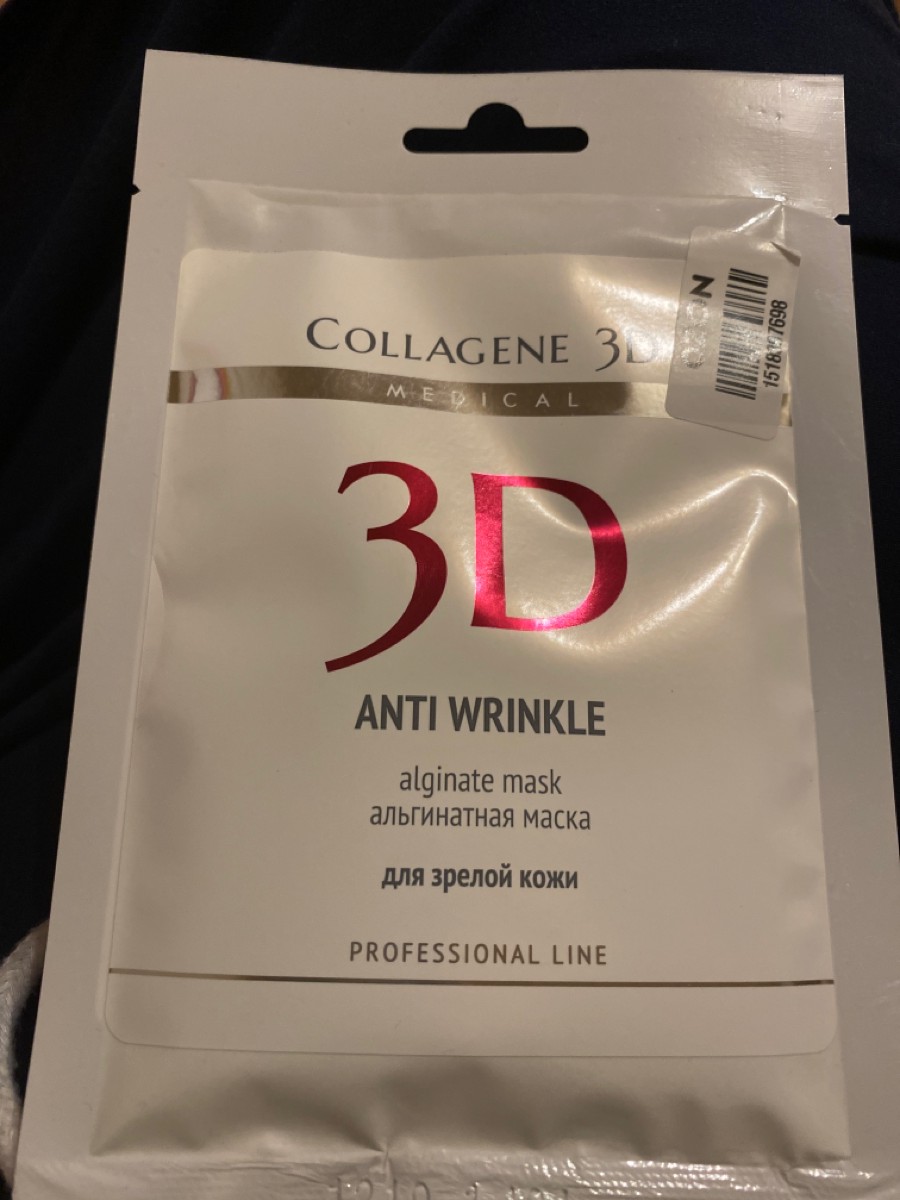 COLLAGENE 3D
MEDICAL
3D
ANTI WRINKLE
alginate mask
альгинатная маска
для зрелой кожи
PROFESSIONAL LINE